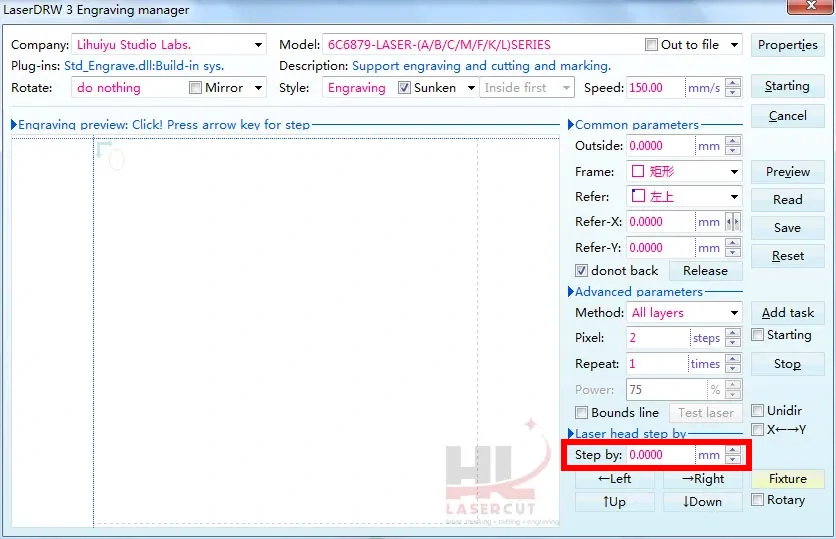 LaserDRW 3 Engraving manager
Company: Lihuiyu Studio Labs. Model: 6C6879-LASER-(A/B/C/M/F/K/L)SERIES Out to file Properties
Plug-ins: Std_Engrave.dll:Build-in sys. Description: Support engraving and cutting and marking.
Rotate: do nothing Mirror Style: Engraving Sunken Inside first Speed: 150.00 mm/s Starting
Cancel
Engraving preview: Click! Press arrow key for step Common parameters
Outside: 0.0000 mm
Frame: 矩形 Preview
Refer: 左上 Read
Refer-X: 0.0000 mm Save
Refer-Y: 0.0000 mm Reset
donot back Release
Advanced parameters
Method: All layers Add task
Pixel: 2 steps Starting
Repeat: 1 times Stop
Power: 75 %
Bounds line Test laser Unidir
Laser head step by X←→Y
Step by: 0.0000 mm
←Left →Right Fixture
↑Up ↓Down Rotary
HL
LASERCUT